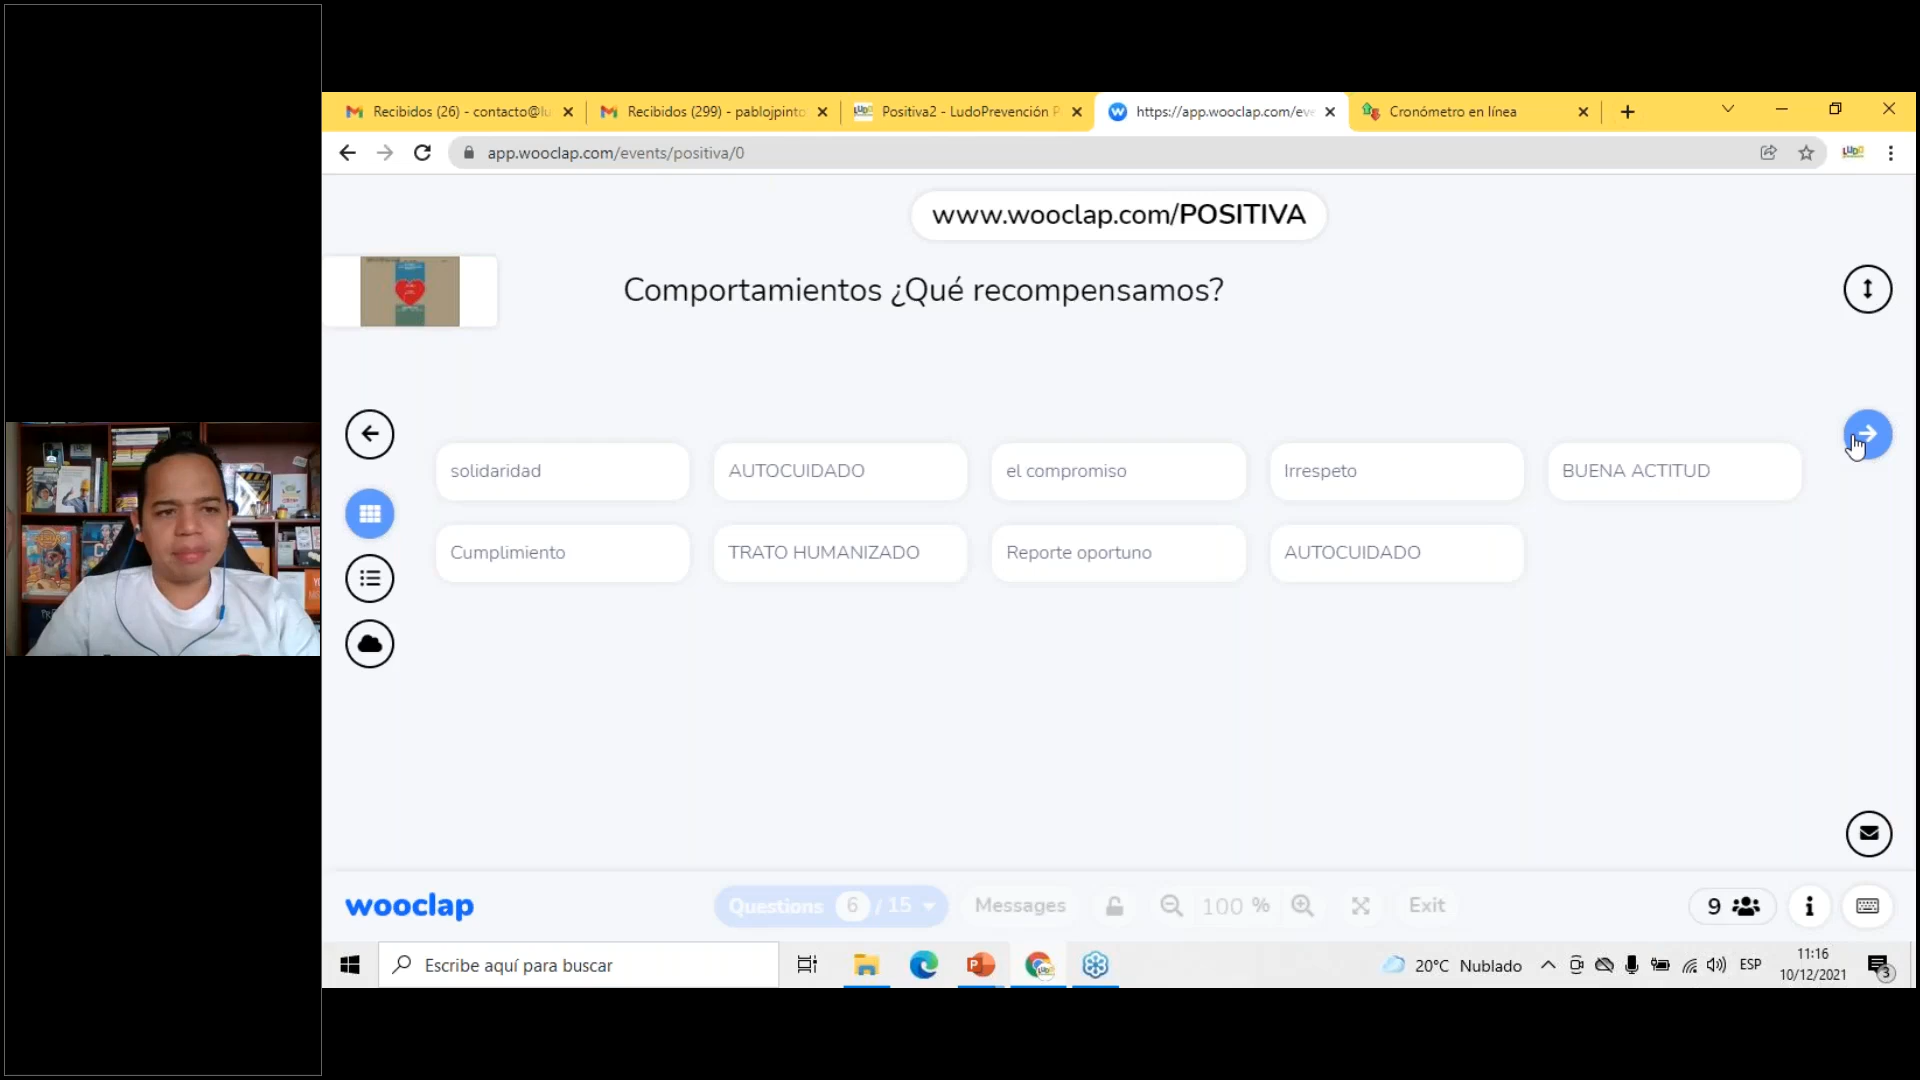 Recibidos (26) - contacto@lu
Recibidos (299) - pablojpinto
Positiva2 - LudoPrevención P
https://app.wooclap.com/eve
Cronómetro en línea
app.wooclap.com/events/positiva/0
www.wooclap.com/POSITIVA
Comportamientos ¿Qué recompensamos?
solidaridad
AUTOCUIDADO
el compromiso
Irrespeto
BUENA ACTITUD
Cumplimiento
TRATO HUMANIZADO
Reporte oportuno
AUTOCUIDADO
wooclap
Questions 6 / 15
Messages
100 %
Exit
9
Escribe aquí para buscar
20°C Nublado
ESP
11:16
10/12/2021
3